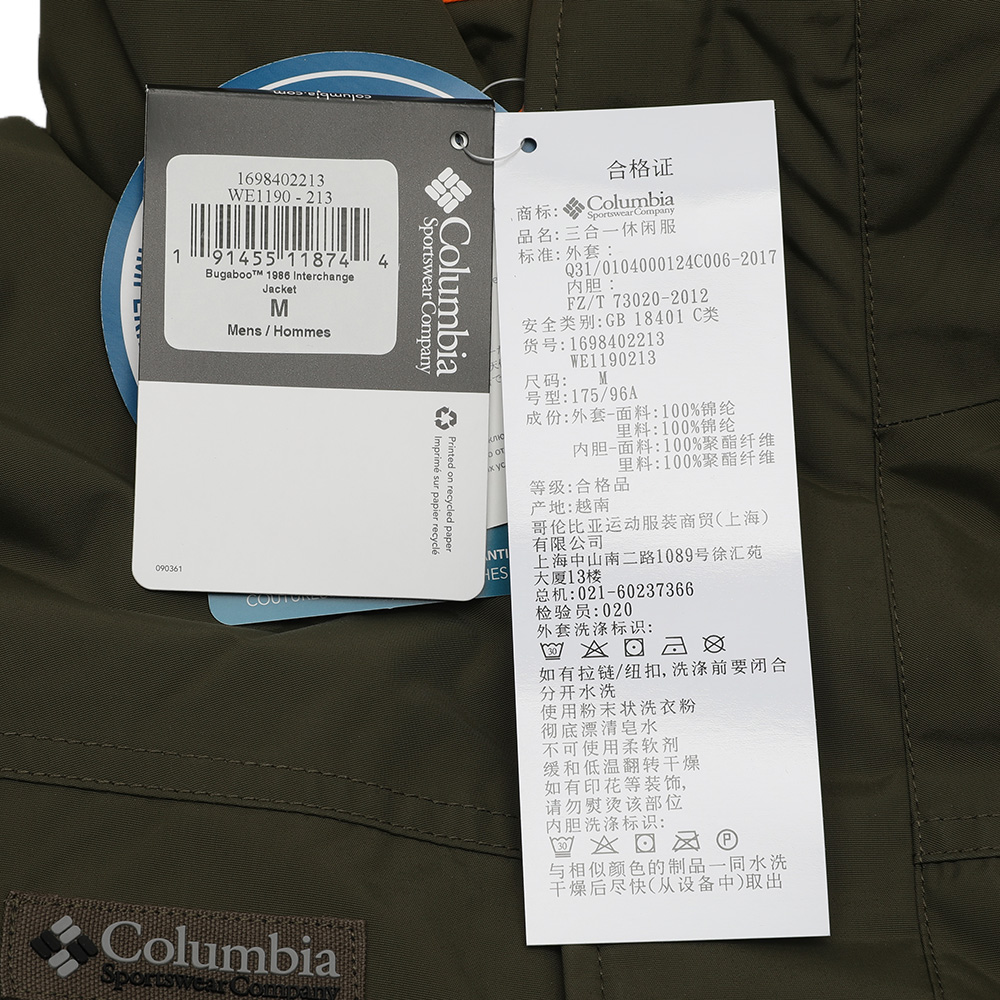 columbia.com
1698402213
WE1190 - 213
1 91455 11874 4
Bugaboo™ 1986 Interchange
Jacket
M
Mens / Hommes
Columbia
Sportswear Company
Printed on recycled paper
Imprimé sur papier recyclé
090361
合格证
商标: Columbia
Sportswear Company
品名: 三合一休闲服
标准: 外套:
Q31/0104000124C006-2017
内胆:
FZ/T 73020-2012
安全类别:GB 18401 C类
货号:1698402213
WE1190213
尺码: M
号型:175/96A
成份:外套-面料:100%锦纶
里料:100%锦纶
内胆-面料:100%聚酯纤维
里料:100%聚酯纤维
等级:合格品
产地:越南
哥伦比亚运动服装商贸(上海)
有限公司
上海中山南二路1089号徐汇苑
大厦13楼
总机:021-60237366
检验员:020
外套洗涤标识:
30
如有拉链/纽扣,洗涤前要闭合
分开水洗
使用粉末状洗衣粉
彻底漂清皂水
不可使用柔软剂
缓和低温翻转干燥
如有印花等装饰,
请勿熨烫该部位
内胆洗涤标识:
30 P
与相似颜色的制品一同水洗
干燥后尽快(从设备中)取出
Columbia
Sportswear Company